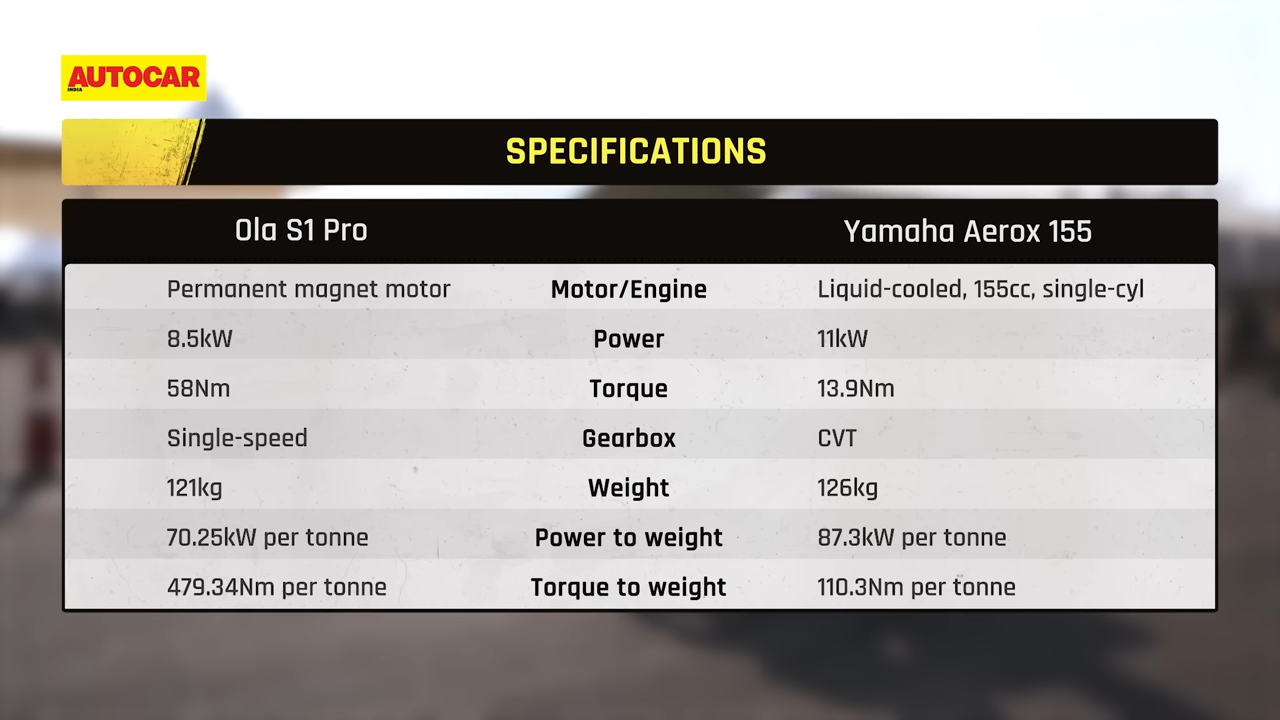 AUTOCAR
INDIA
SPECIFICATIONS
Ola S1 Pro Yamaha Aerox 155
Permanent magnet motor Motor/Engine Liquid-cooled, 155cc, single-cyl
8.5kW Power 11kW
58Nm Torque 13.9Nm
Single-speed Gearbox CVT
121kg Weight 126kg
70.25kW per tonne Power to weight 87.3kW per tonne
479.34Nm per tonne Torque to weight 110.3Nm per tonne